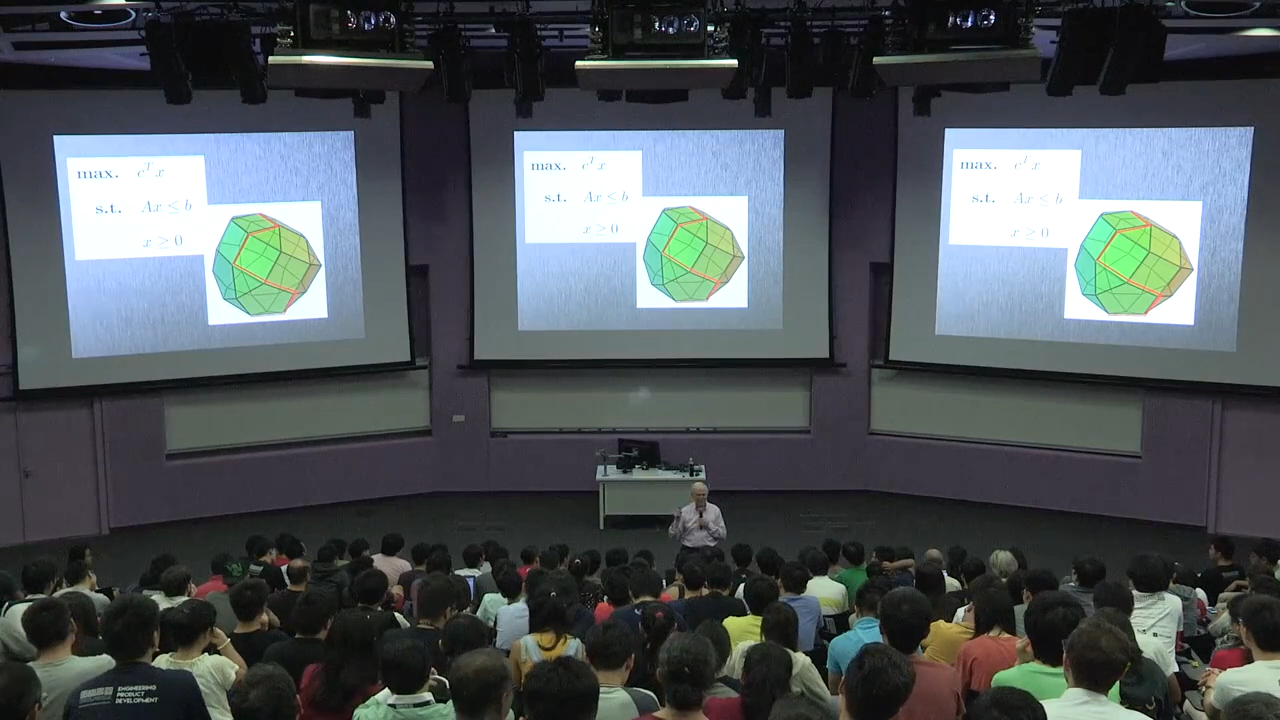 max. c^T x
s.t. Ax ≤ b
x ≥ 0
max. c^T x
s.t. Ax ≤ b
x ≥ 0
max. c^T x
s.t. Ax ≤ b
x ≥ 0
ENGINEERING
PRODUCT
DEVELOPMENT